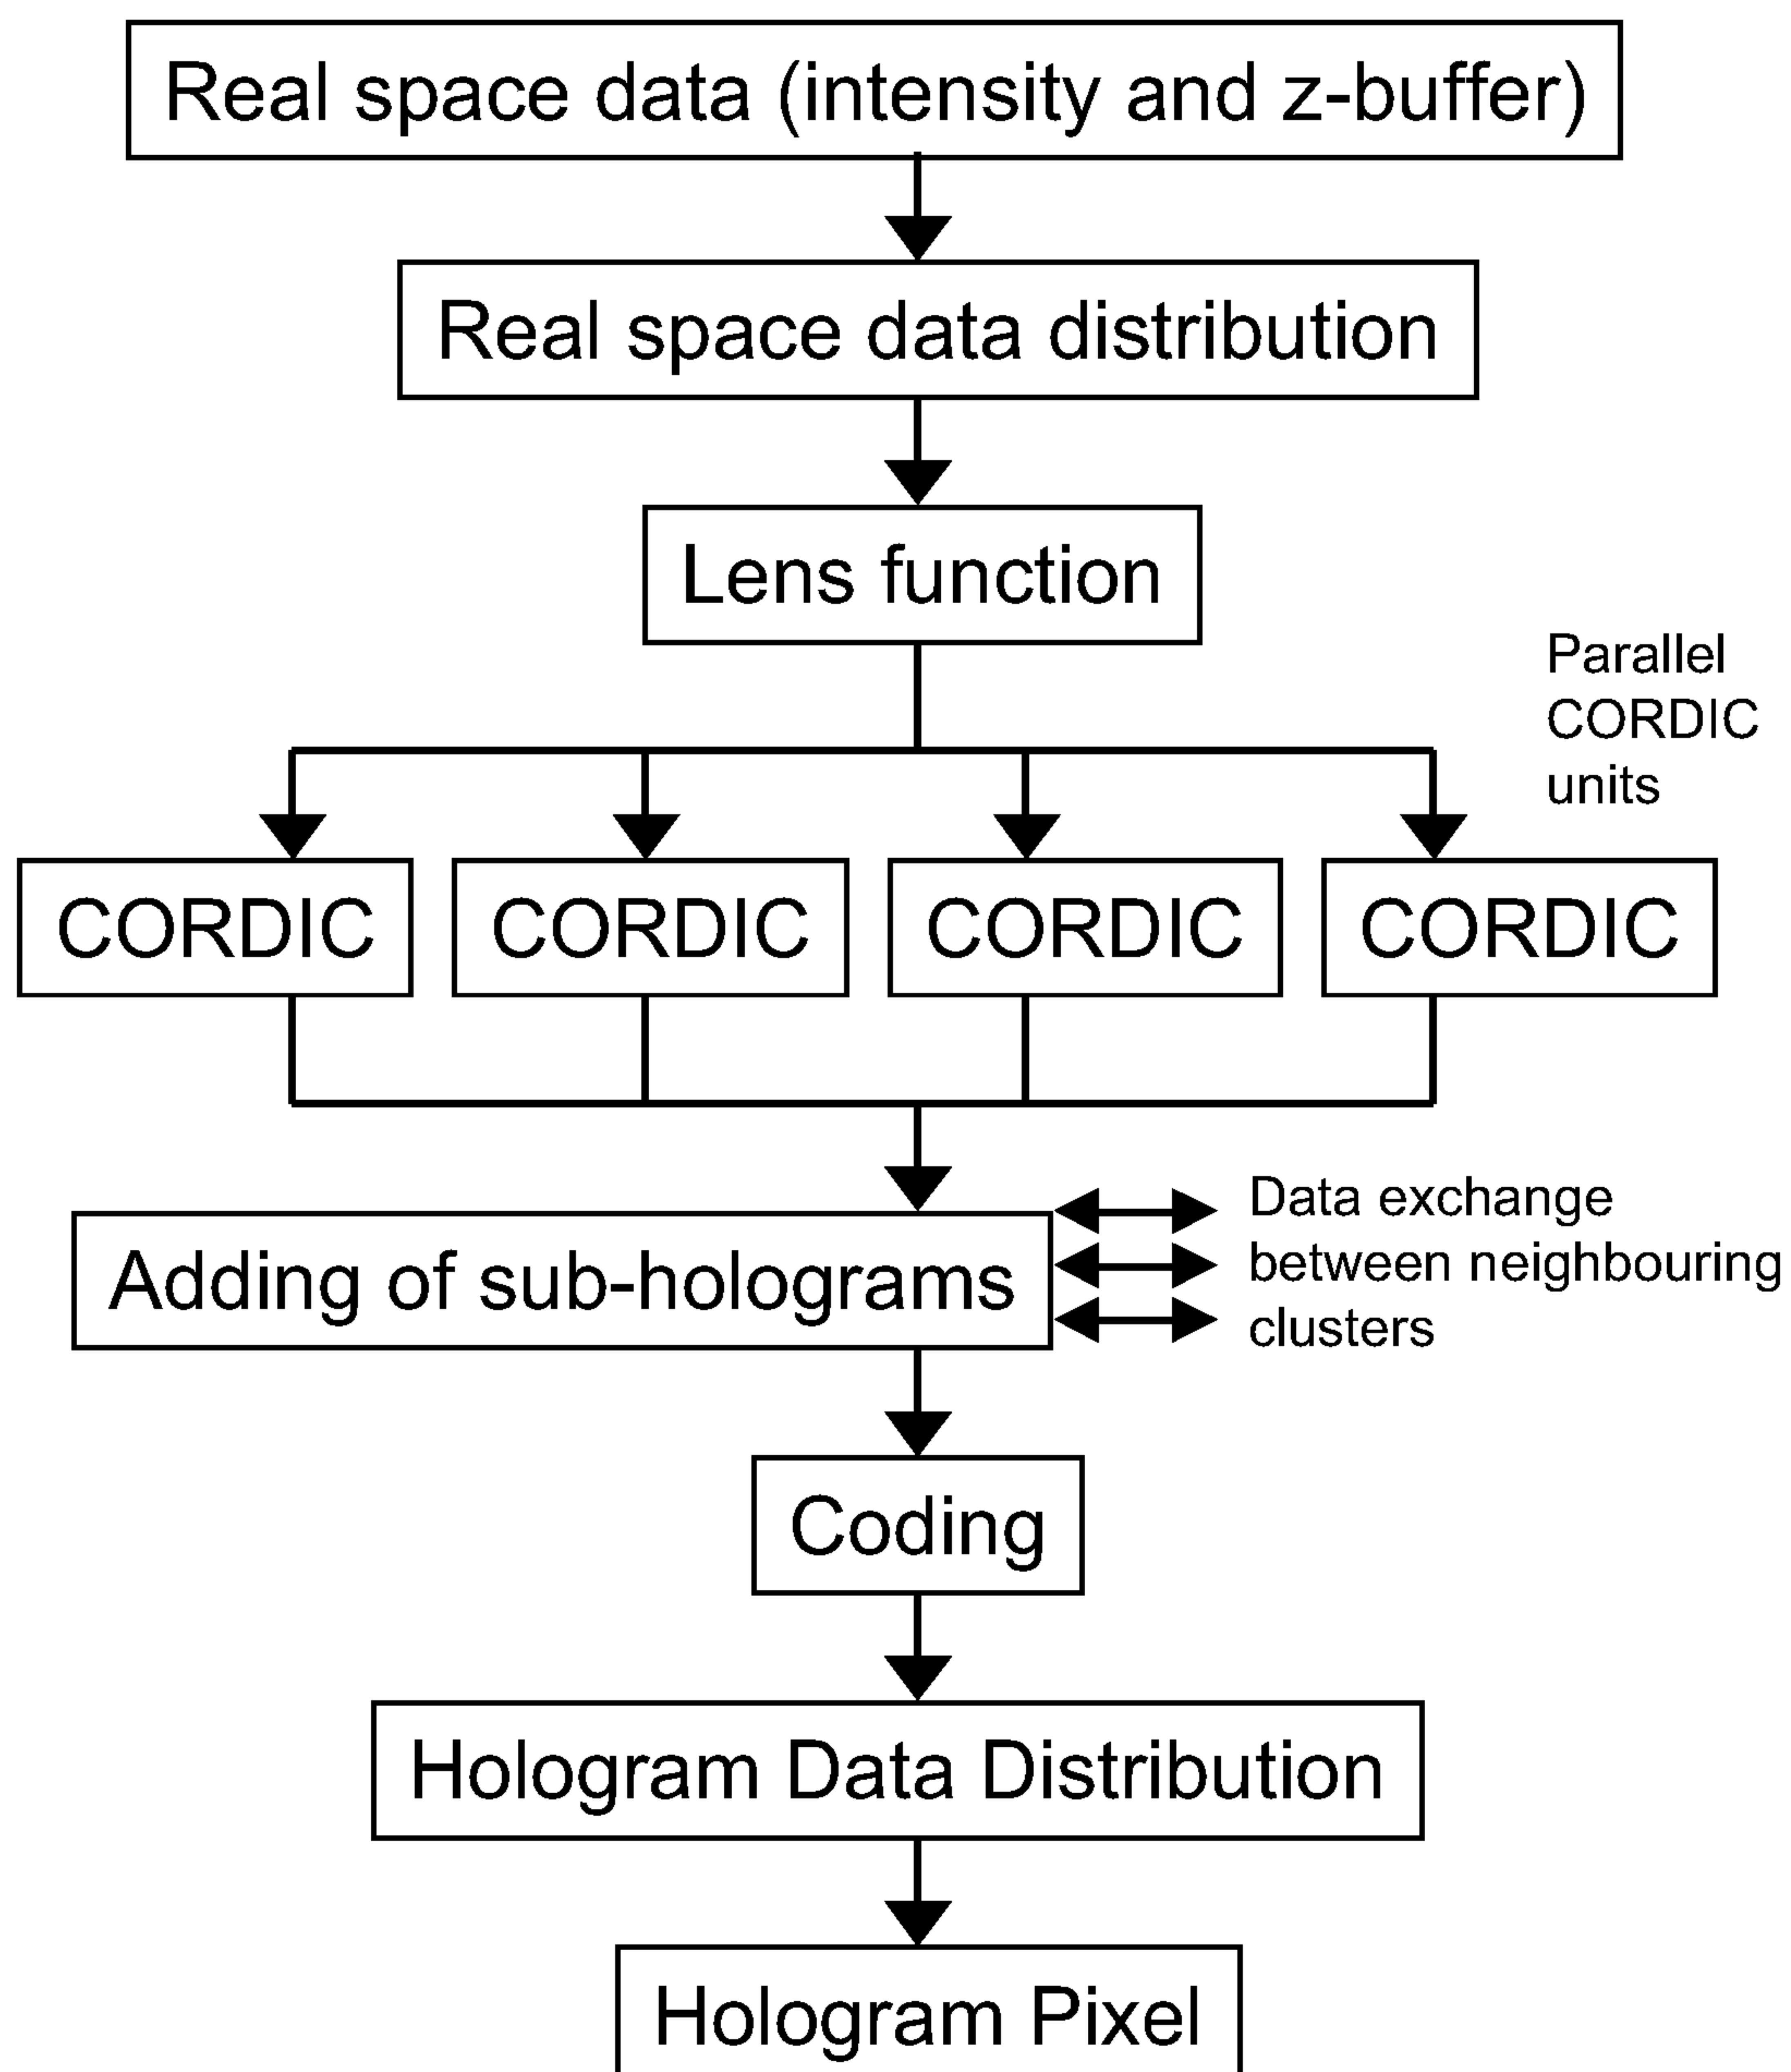 Real space data (intensity and z-buffer)
Real space data distribution
Lens function
Parallel
CORDIC
units
CORDIC
CORDIC
CORDIC
CORDIC
Adding of sub-holograms
Data exchange
between neighbouring
clusters
Coding
Hologram Data Distribution
Hologram Pixel